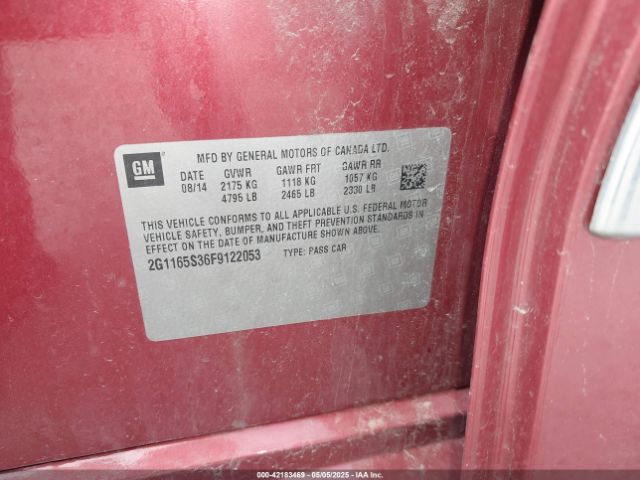 GM
MFD BY GENERAL MOTORS OF CANADA LTD.
DATE GVWR GAWR FRT GAWR RR
08/14 2175 KG 1118 KG 1057 KG
4795 LB 2465 LB 2330 LB
THIS VEHICLE CONFORMS TO ALL APPLICABLE U.S. FEDERAL MOTOR
VEHICLE SAFETY, BUMPER, AND THEFT PREVENTION STANDARDS IN
EFFECT ON THE DATE OF MANUFACTURE SHOWN ABOVE.
2G1165S36F9122053 TYPE: PASS CAR
000-42183469 - 05/05/2025 - IAAI.COM